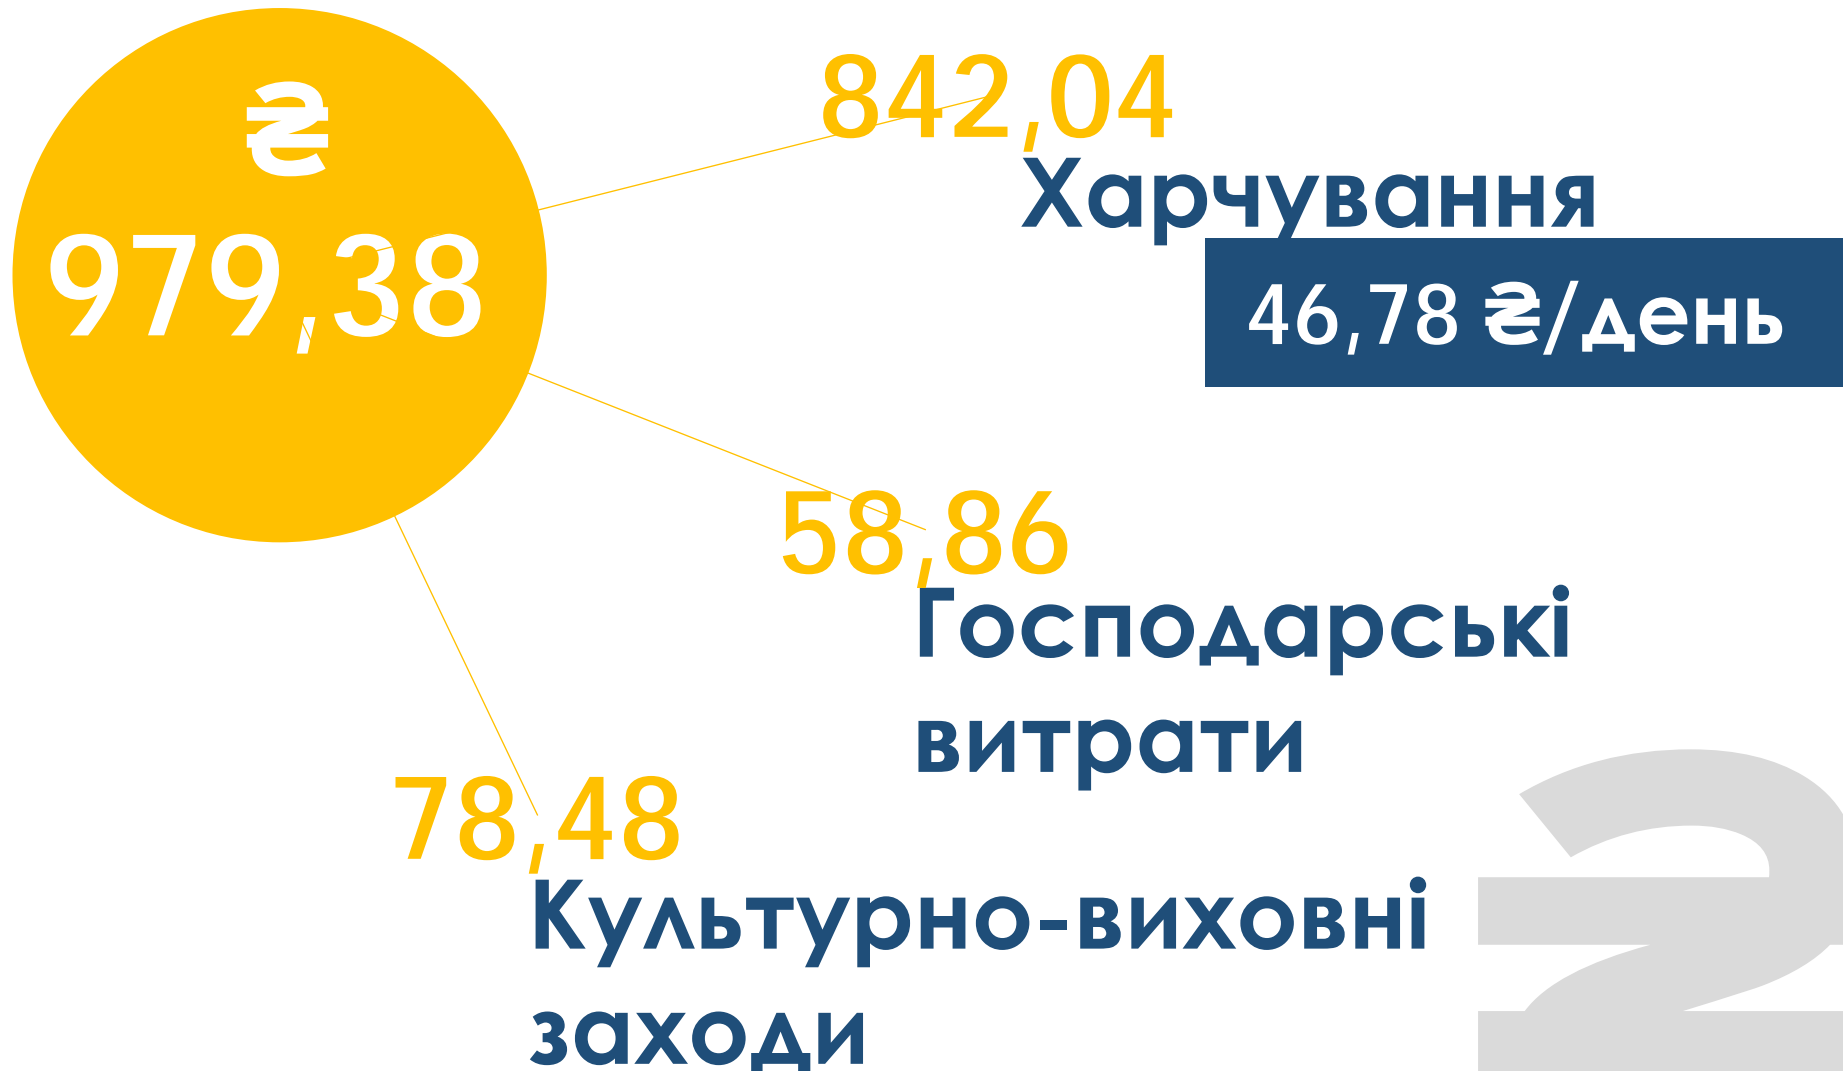 ₴
979,38
842,04
Харчування
46,78 ₴/день
58,86
Господарські
витрати
78,48
Культурно-виховні
заходи
₴